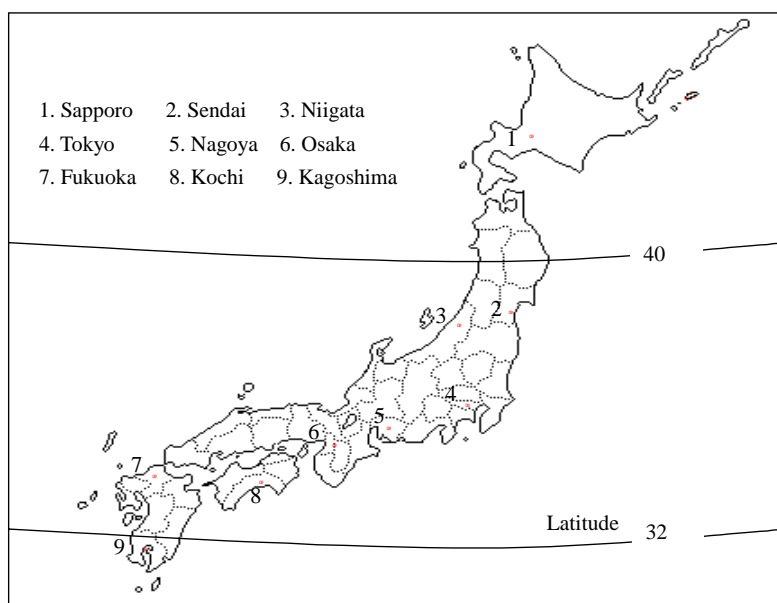 1. Sapporo 2. Sendai 3. Niigata
4. Tokyo 5. Nagoya 6. Osaka
7. Fukuoka 8. Kochi 9. Kagoshima
1
40
2
3
4
5
6
7
8
Latitude 32
9